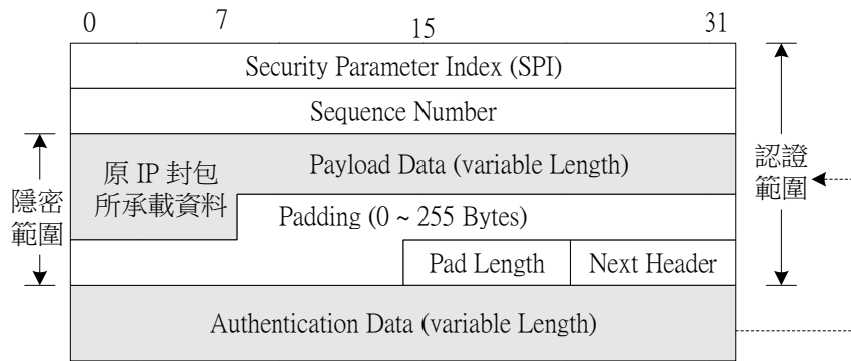 0 7 15 31
Security Parameter Index (SPI)
Sequence Number
Payload Data (variable Length)
原 IP 封包
所承載資料
認證
範圍
隱密
範圍
Padding (0 ~ 255 Bytes)
Pad Length
Next Header
Authentication Data (variable Length)